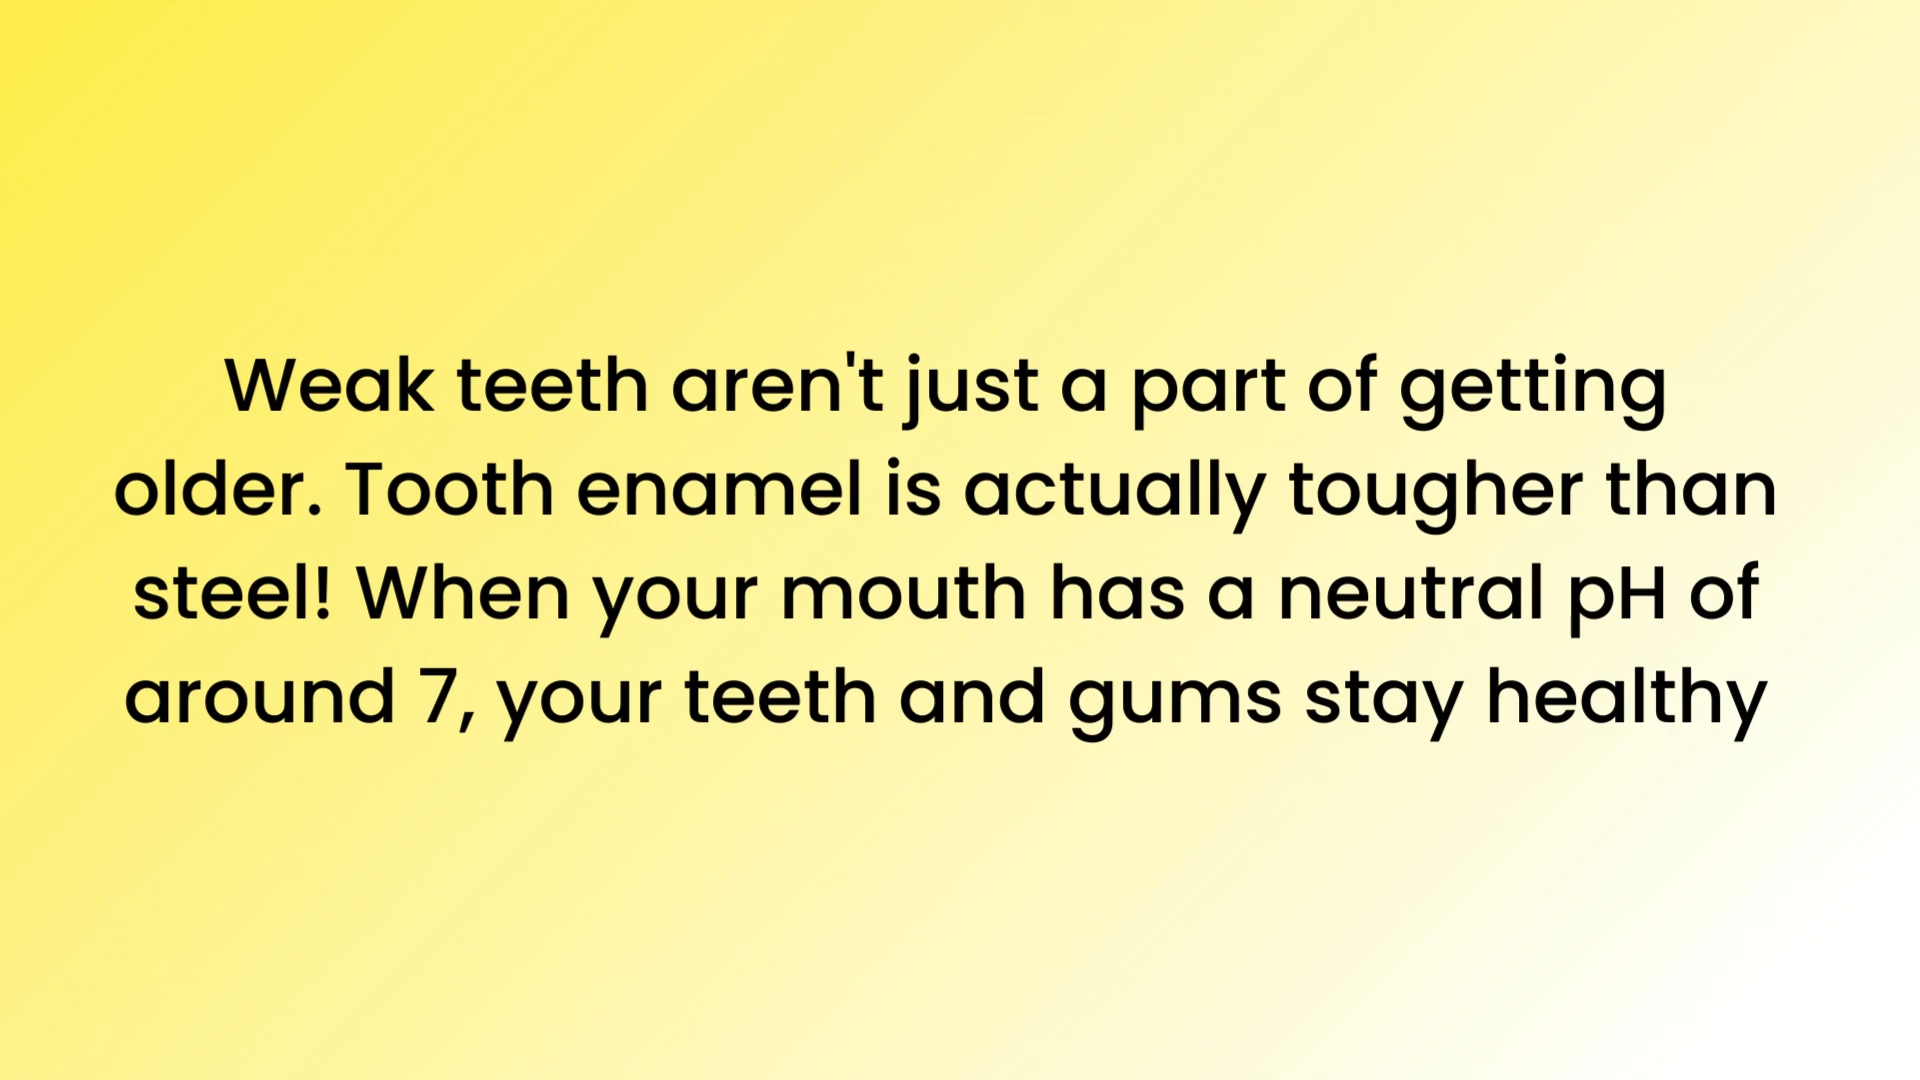 Weak teeth aren't just a part of getting
older. Tooth enamel is actually tougher than
steel! When your mouth has a neutral pH of
around 7, your teeth and gums stay healthy